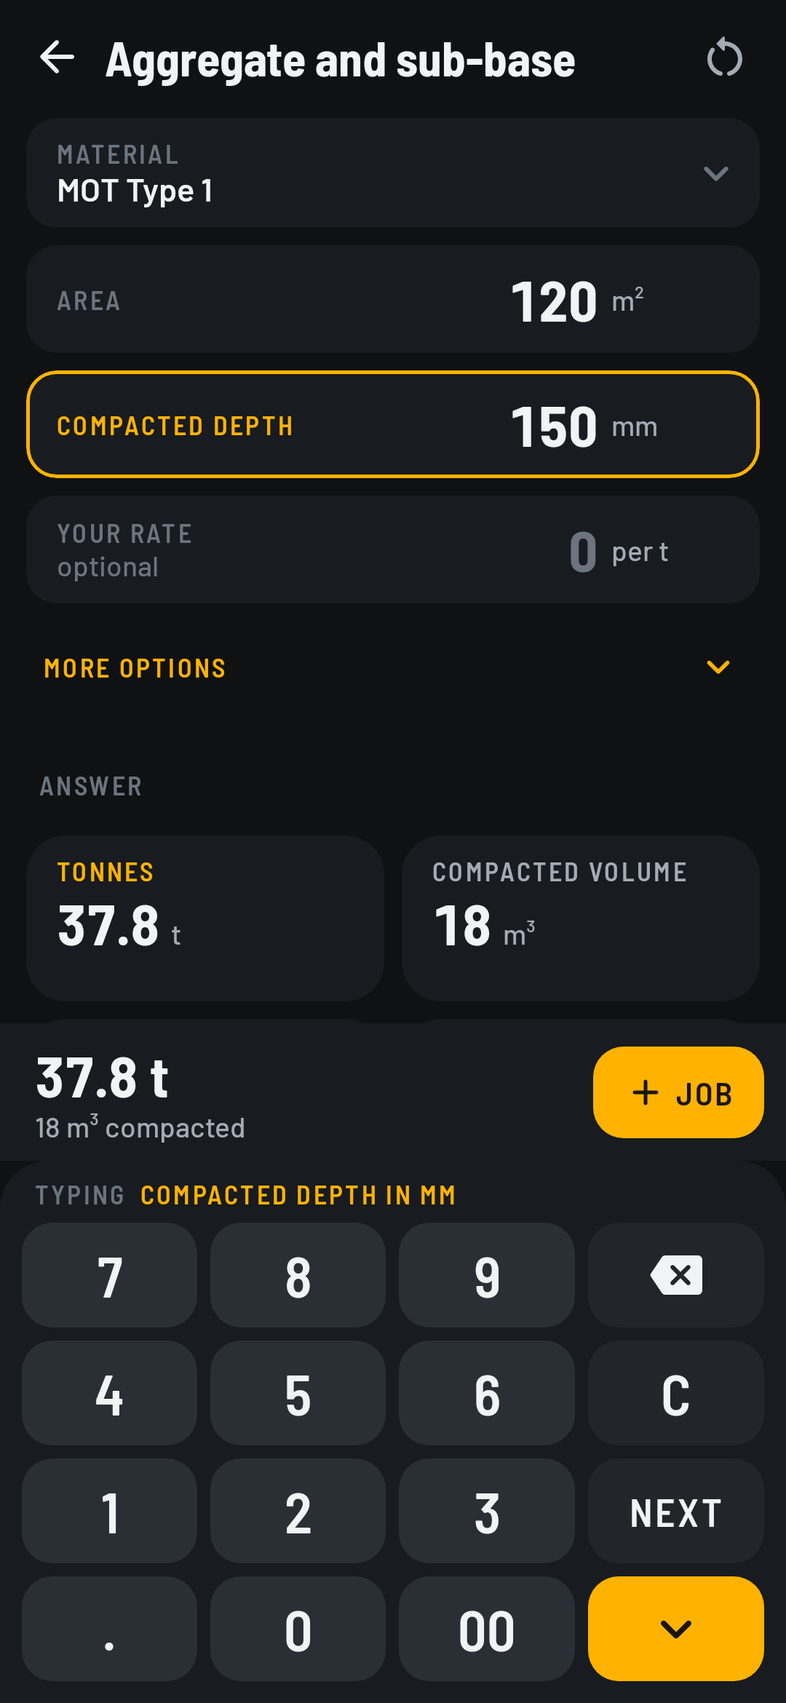 Aggregate and sub-base
MATERIAL
MOT Type 1
AREA 120 m²
COMPACTED DEPTH 150 mm
YOUR RATE
optional
0 per t
MORE OPTIONS
ANSWER
TONNES
37.8 t
COMPACTED VOLUME
18 m³
37.8 t
18 m³ compacted
+ JOB
TYPING COMPACTED DEPTH IN MM
7 8 9
4 5 6 C
1 2 3 NEXT
. 0 00